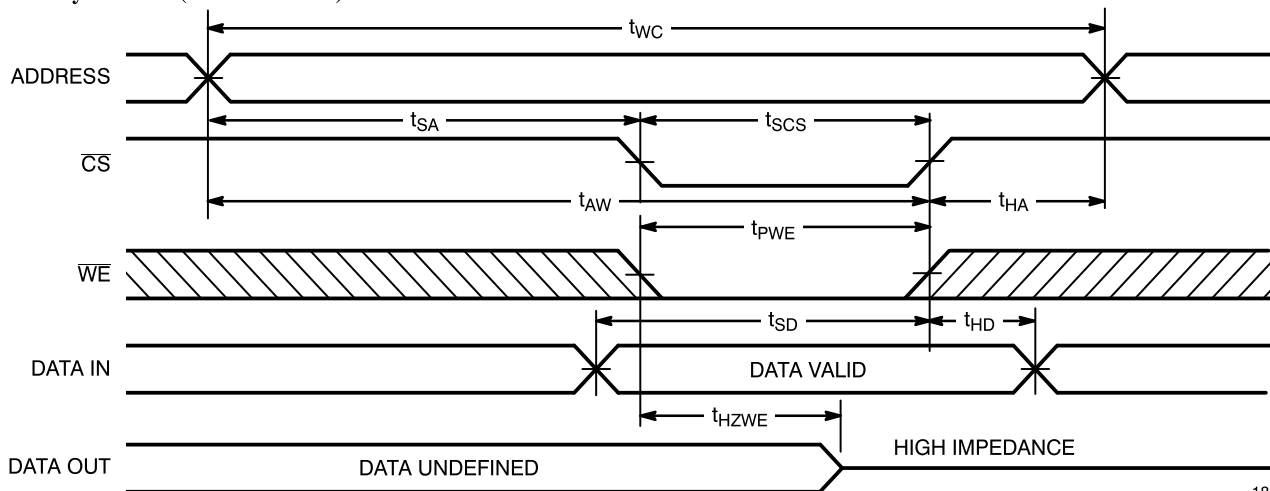 tWC
ADDRESS
tSA
tSCS
CS
tAW
tHA
tPWE
WE
tSD
tHD
DATA IN
DATA VALID
tHZWE
HIGH IMPEDANCE
DATA OUT
DATA UNDEFINED